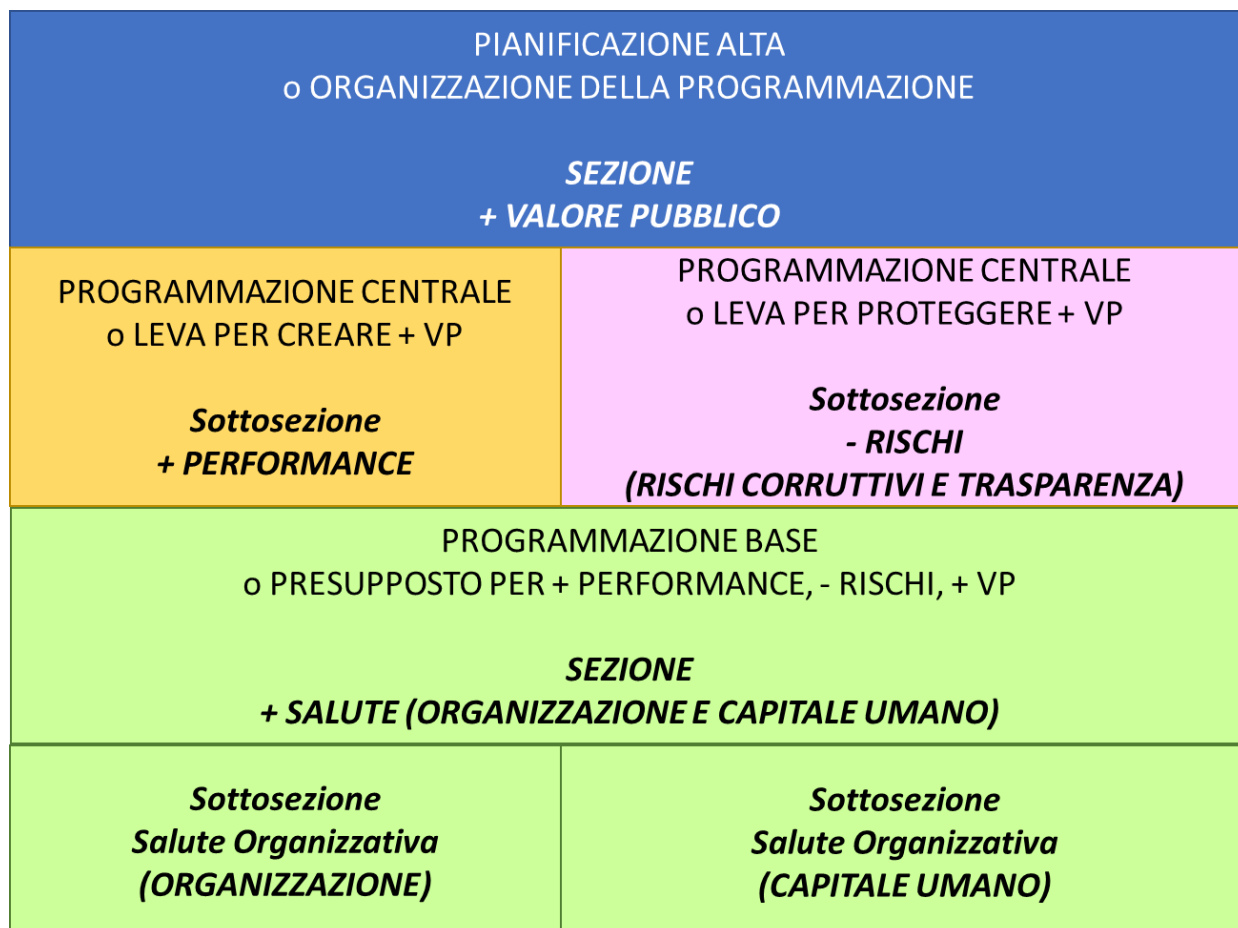 PIANIFICAZIONE ALTA
o ORGANIZZAZIONE DELLA PROGRAMMAZIONE
SEZIONE
+ VALORE PUBBLICO
PROGRAMMAZIONE CENTRALE
o LEVA PER CREARE + VP
Sottosezione
+ PERFORMANCE
PROGRAMMAZIONE CENTRALE
o LEVA PER PROTEGGERE + VP
Sottosezione
- RISCHI
(RISCHI CORRUTTIVI E TRASPARENZA)
PROGRAMMAZIONE BASE
o PRESUPPOSTO PER + PERFORMANCE, - RISCHI, + VP
SEZIONE
+ SALUTE (ORGANIZZAZIONE E CAPITALE UMANO)
Sottosezione
Salute Organizzativa
(ORGANIZZAZIONE)
Sottosezione
Salute Organizzativa
(CAPITALE UMANO)